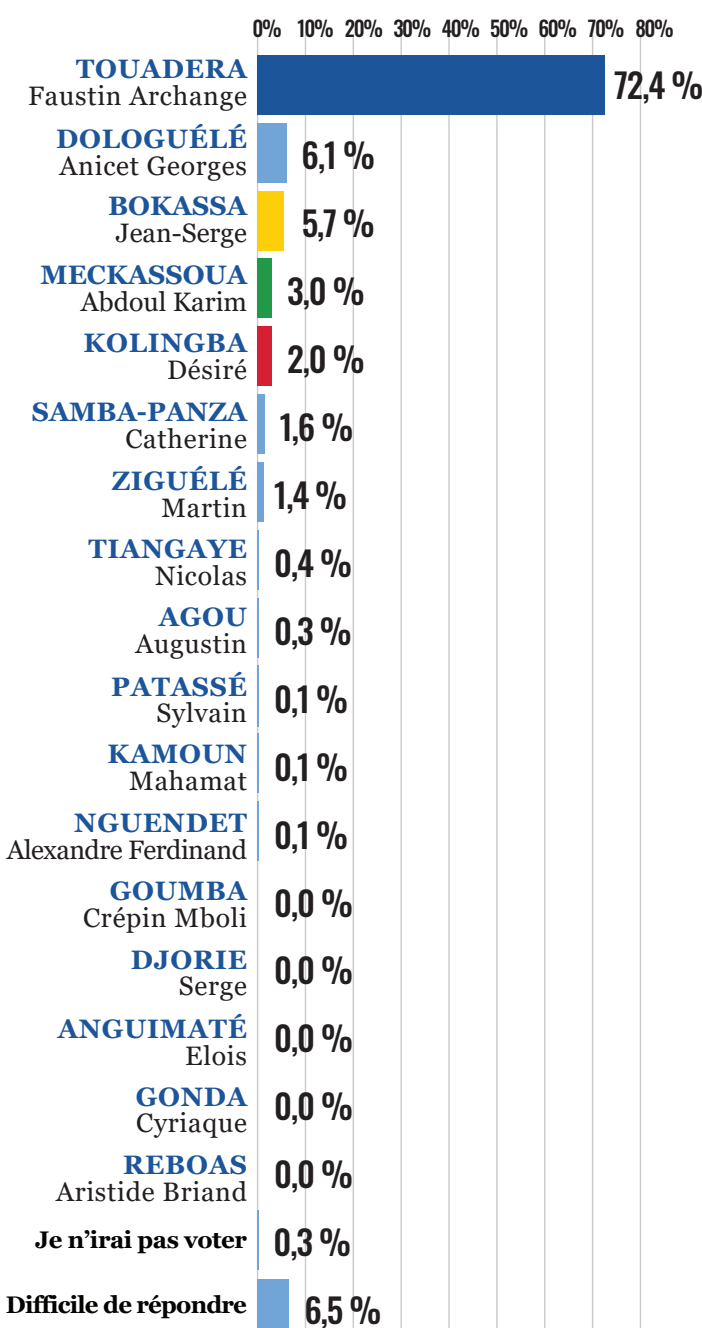 0% 10% 20% 30% 40% 50% 60% 70% 80%
TOUADERA
Faustin Archange
72,4 %
DOLOGUÉLÉ
Anicet Georges
6,1 %
BOKASSA
Jean-Serge
5,7 %
MECKASSOUA
Abdoul Karim
3,0 %
KOLINGBA
Désiré
2,0 %
SAMBA-PANZA
Catherine
1,6 %
ZIGUÉLÉ
Martin
1,4 %
TIANGAYE
Nicolas
0,4 %
AGOU
Augustin
0,3 %
PATASSÉ
Sylvain
0,1 %
KAMOUN
Mahamat
0,1 %
NGUENDET
Alexandre Ferdinand
0,1 %
GOUMBA
Crépin Mboli
0,0 %
DJORIE
Serge
0,0 %
ANGUIMATÉ
Elois
0,0 %
GONDA
Cyriaque
0,0 %
REBOAS
Aristide Briand
0,0 %
Je n'irai pas voter 0,3 %
Difficile de répondre 6,5 %